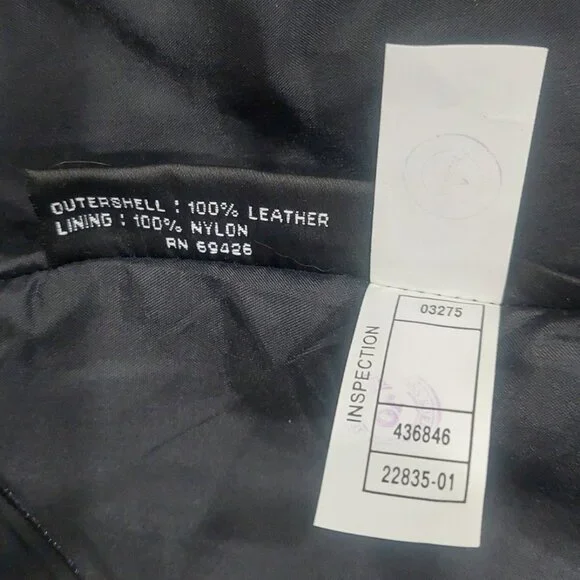 OUTERSHELL : 100% LEATHER
LINING : 100% NYLON
RN 69426
03275
INSPECTION
436846
22835-01